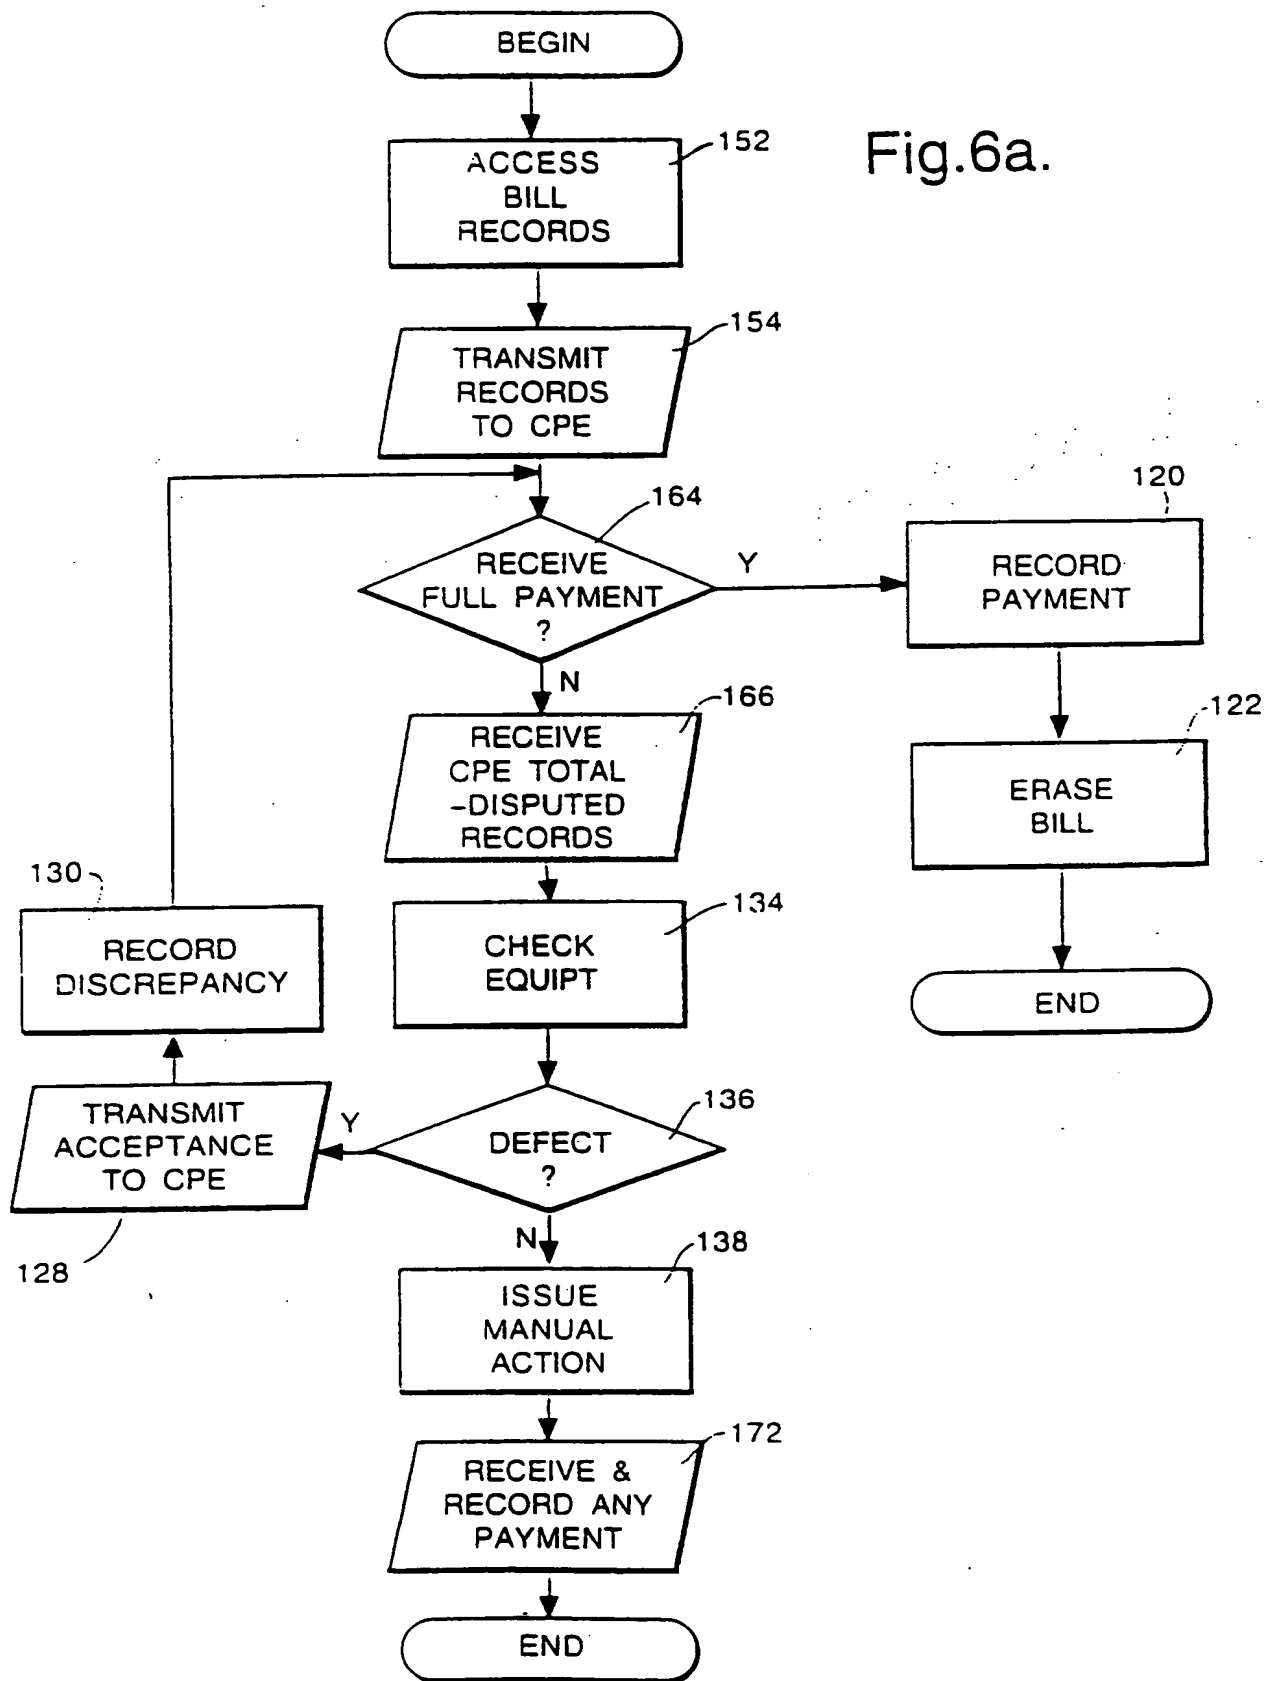 BEGIN
Fig.6a.
152
ACCESS
BILL
RECORDS
154
TRANSMIT
RECORDS
TO CPE
164
RECEIVE
FULL PAYMENT
?
Y
N
120
RECORD
PAYMENT
122
ERASE
BILL
END
166
RECEIVE
CPE TOTAL
-DISPUTED
RECORDS
134
CHECK
EQUIPT
136
DEFECT
?
Y
N
130
RECORD
DISCREPANCY
TRANSMIT
ACCEPTANCE
TO CPE
128
138
ISSUE
MANUAL
ACTION
172
RECEIVE &
RECORD ANY
PAYMENT
END